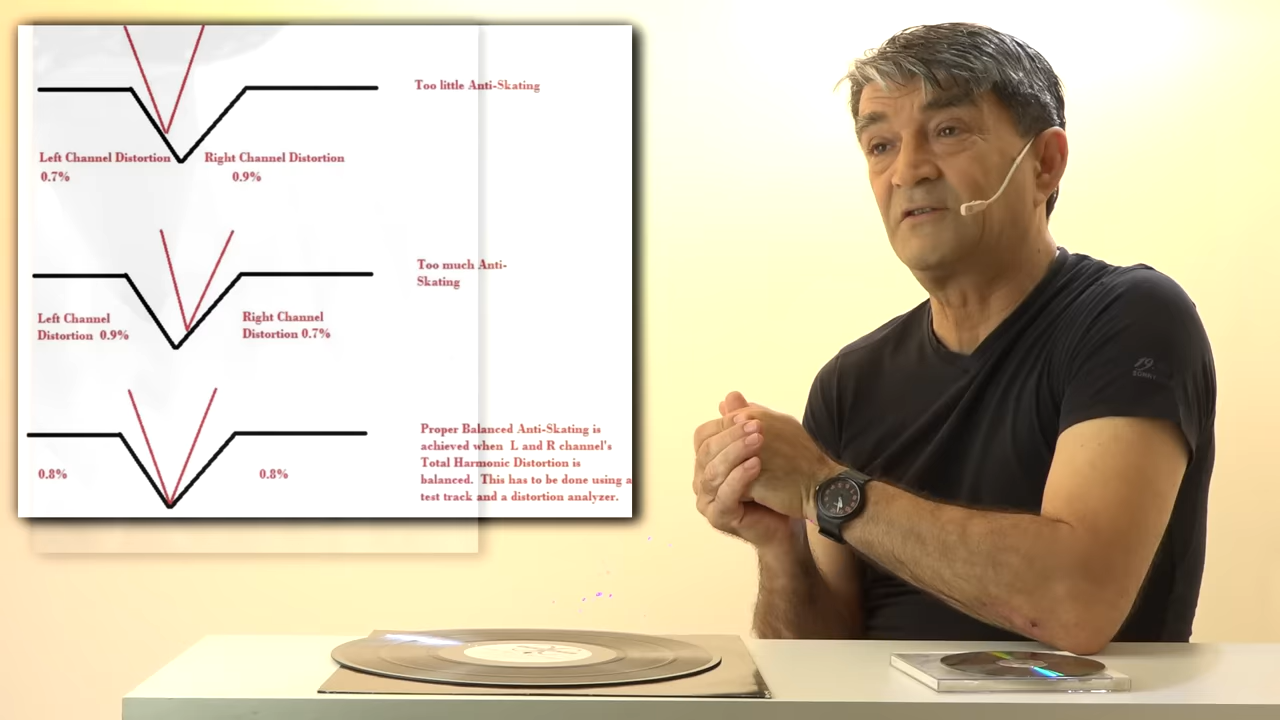 Too little Anti-Skating
Left Channel Distortion
0.7%
Right Channel Distortion
0.9%
Too much Anti-
Skating
Left Channel
Distortion 0.9%
Right Channel
Distortion 0.7%
0.8%
0.8%
Proper Balanced Anti-Skating is
achieved when L and R channel's
Total Harmonic Distortion is
balanced. This has to be done using a
test track and a distortion analyzer.
19